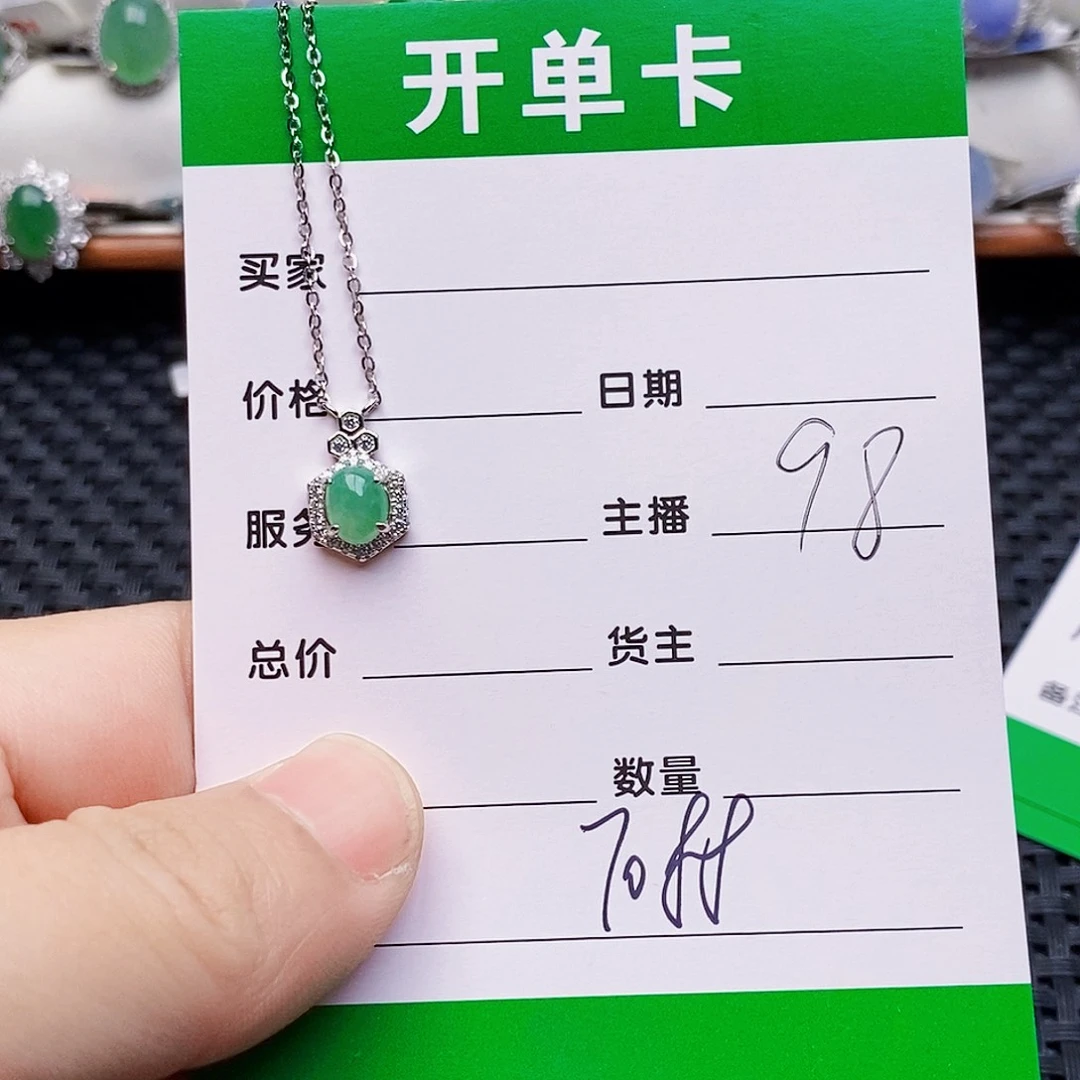 开单卡
买家
价格 日期
98
服务 主播
总价 货主
数量